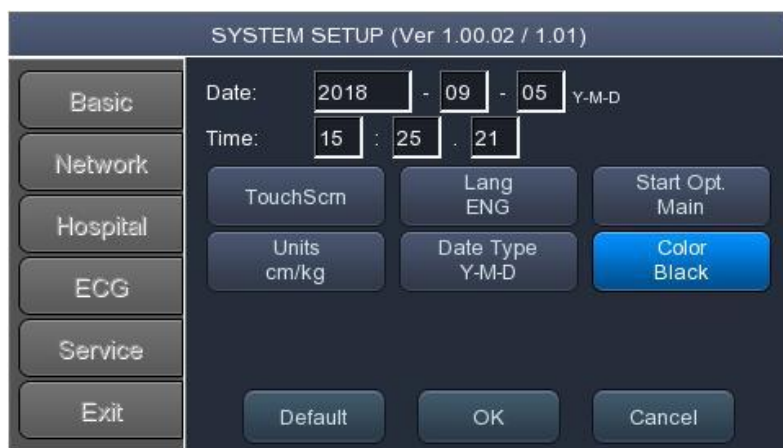 SYSTEM SETUP (Ver 1.00.02 / 1.01)
Basic
Network
Hospital
ECG
Service
Exit
Date: 2018 - 09 - 05 Y-M-D
Time: 15 : 25 . 21
TouchScrn
Lang
ENG
Start Opt.
Main
Units
cm/kg
Date Type
Y-M-D
Color
Black
Default
OK
Cancel